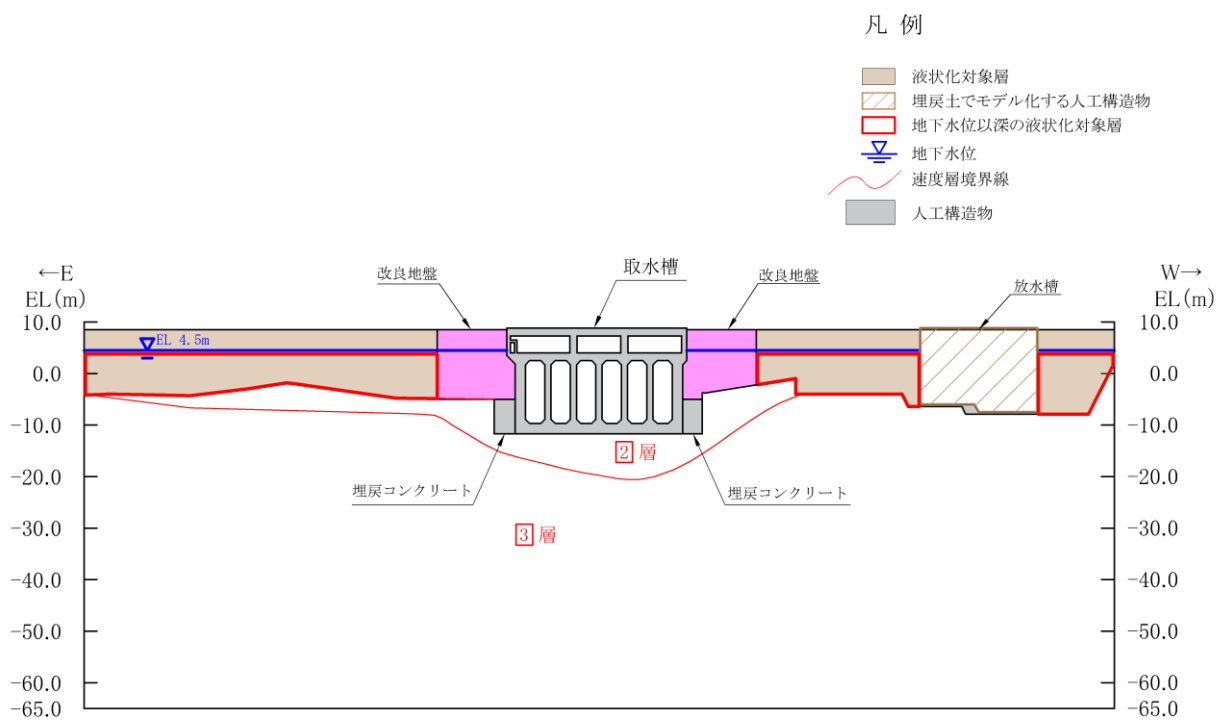 凡 例
液状化対象層
埋戻土でモデル化する人工構造物
地下水位以深の液状化対象層
地下水位
速度層境界線
人工構造物
←E
EL(m)
改良地盤
取水槽
改良地盤
放水槽
W→
EL(m)
10.0
EL 4.5m
10.0
0.0
0.0
-10.0
-10.0
2 層
-20.0
-20.0
埋戻コンクリート
埋戻コンクリート
3 層
-30.0
-30.0
-40.0
-40.0
-50.0
-50.0
-60.0
-60.0
-65.0
-65.0